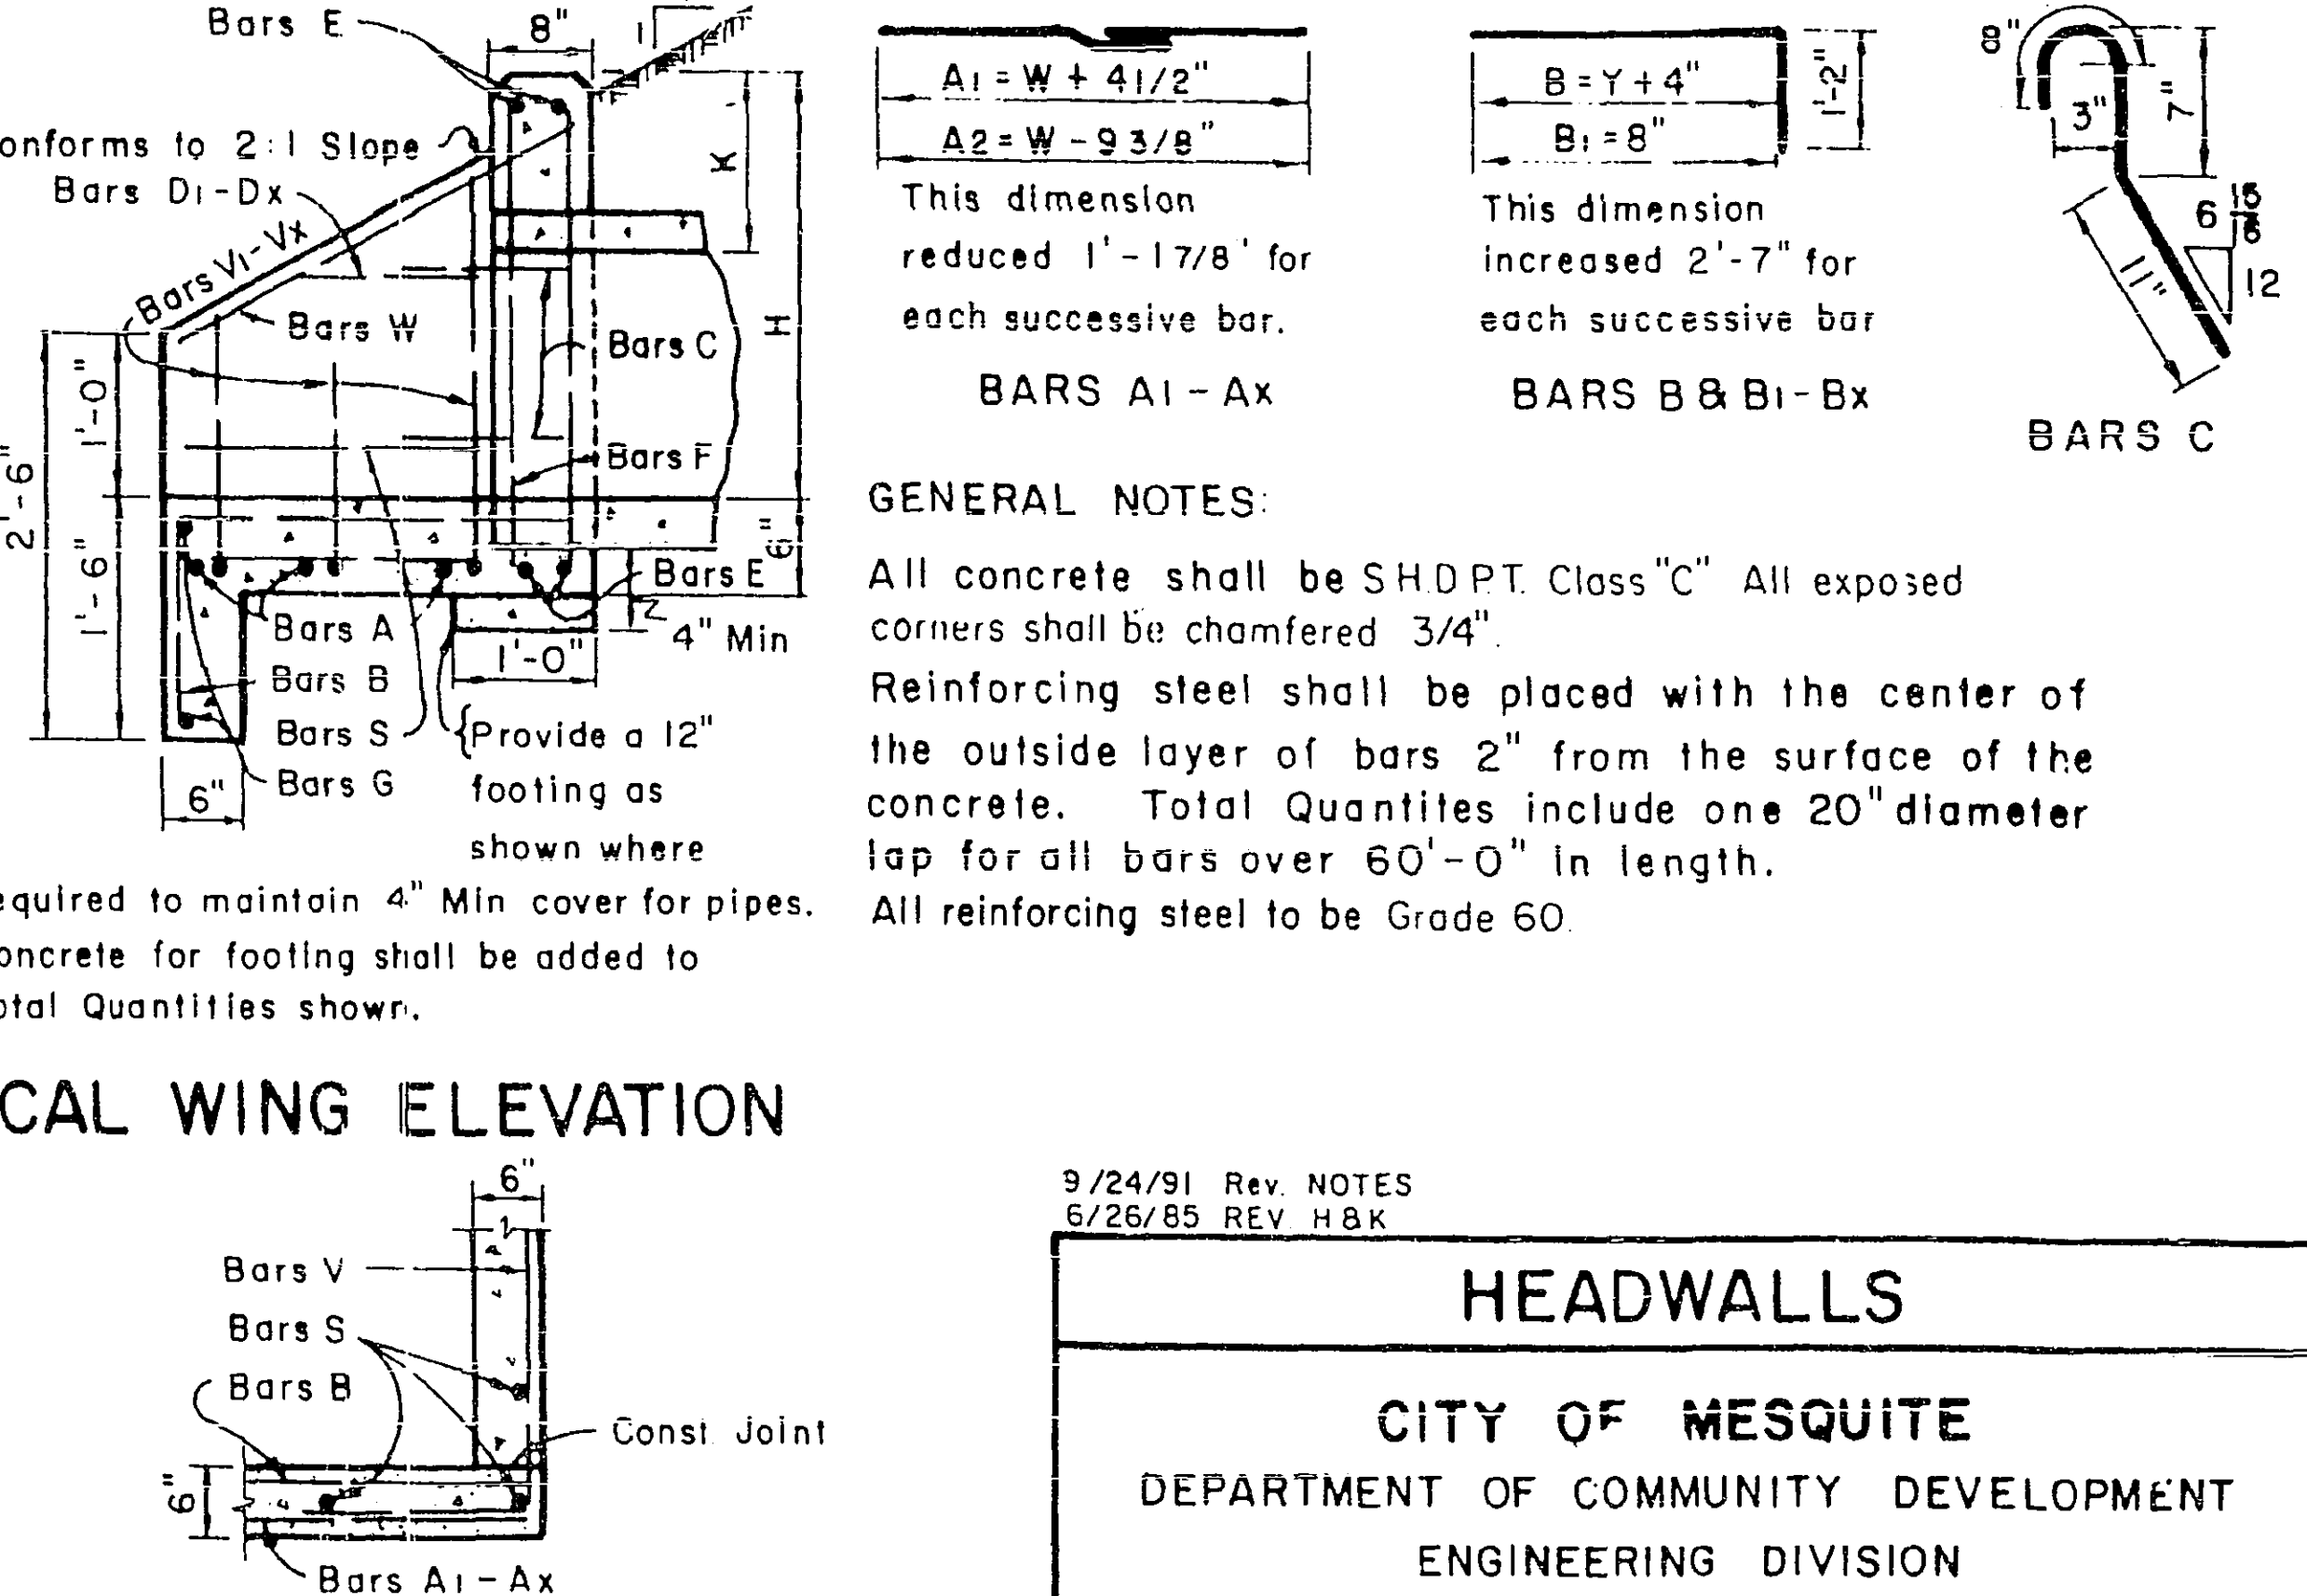 Bars E
8"
1
onforms to 2:1 Slope
Bars D1-Dx
Bars V1-Vx
Bars W
K
H
Bars C
Bars F
1'-0"
2'-6"
1'-6"
6"
Bars E
4" Min
1'-0"
Bars A
Bars B
Bars S
Bars G
6"
{Provide a 12"
footing as
shown where
equired to maintain 4" Min cover for pipes.
oncrete for footing shall be added to
otal Quantities shown.
CAL WING ELEVATION
A1 = W + 4 1/2"
A2 = W - 9 3/8"
This dimension
reduced 1'-1 7/8' for
each successive bar.
BARS A1 - Ax
B = Y + 4"
B1 = 8"
1'-2"
This dimension
increased 2'-7" for
each successive bar
BARS B & B1-Bx
8"
3"
7"
11"
6
12
BARS C
GENERAL NOTES:
All concrete shall be S.H.D.P.T. Class "C" All exposed
corners shall be chamfered 3/4".
Reinforcing steel shall be placed with the center of
the outside layer of bars 2" from the surface of the
concrete. Total Quantites include one 20" diameter
lap for all bars over 60'-0" in length.
All reinforcing steel to be Grade 60.
6"
Bars V
Bars S
Bars B
Const. Joint
6"
Bars A1 - Ax
9/24/91 Rev. NOTES
6/26/85 REV. H & K
HEADWALLS
CITY OF MESQUITE
DEPARTMENT OF COMMUNITY DEVELOPMENT
ENGINEERING DIVISION